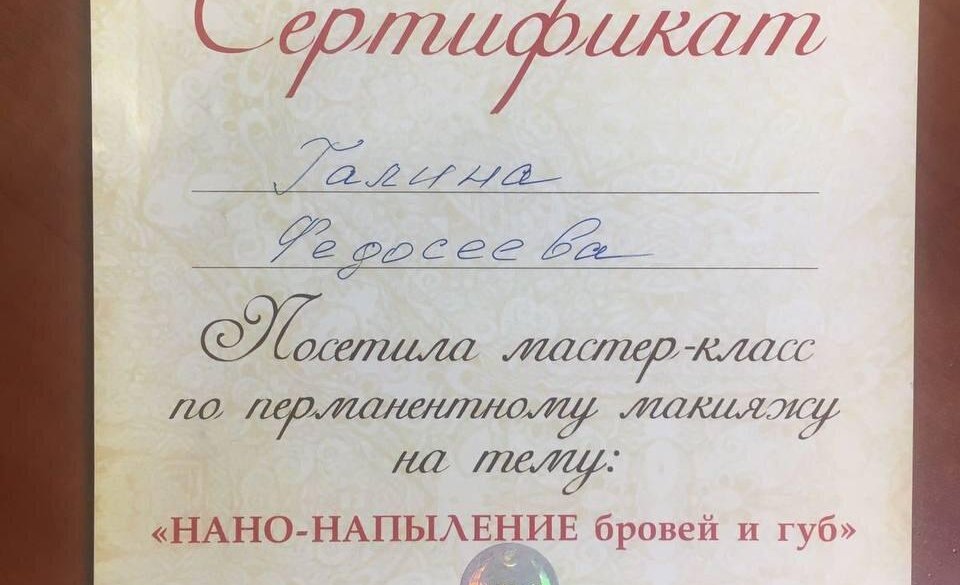 Сертификат
Галина
Федосеева
Посетила мастер-класс
по перманентному макияжу
на тему:
«НАНО-НАПЫЛЕНИЕ бровей и губ»